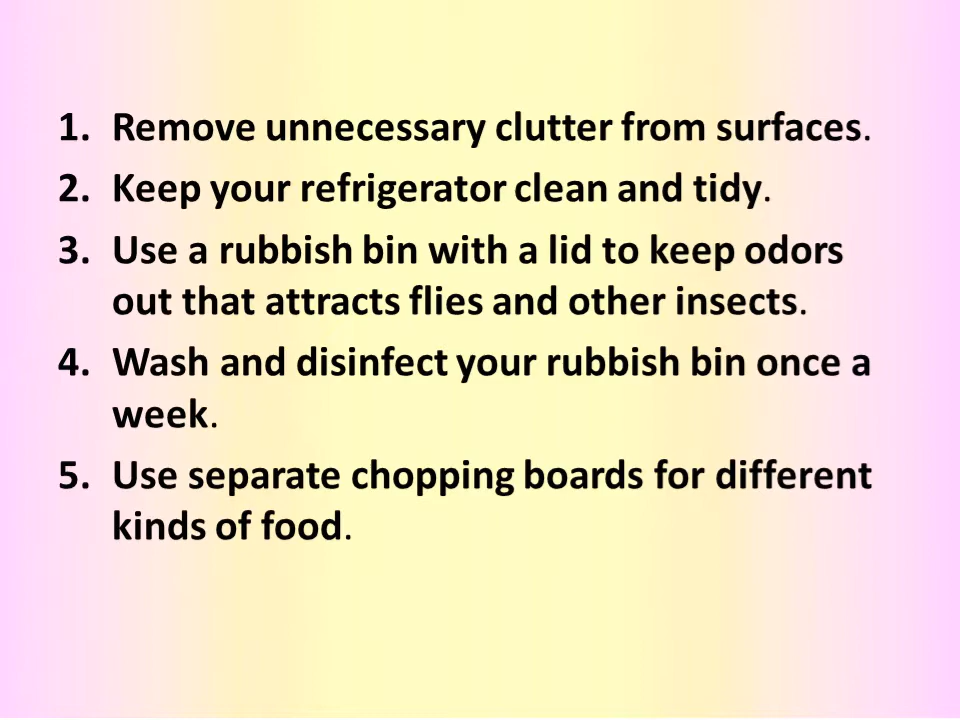 1. Remove unnecessary clutter from surfaces.
2. Keep your refrigerator clean and tidy.
3. Use a rubbish bin with a lid to keep odors
out that attracts flies and other insects.
4. Wash and disinfect your rubbish bin once a
week.
5. Use separate chopping boards for different
kinds of food.